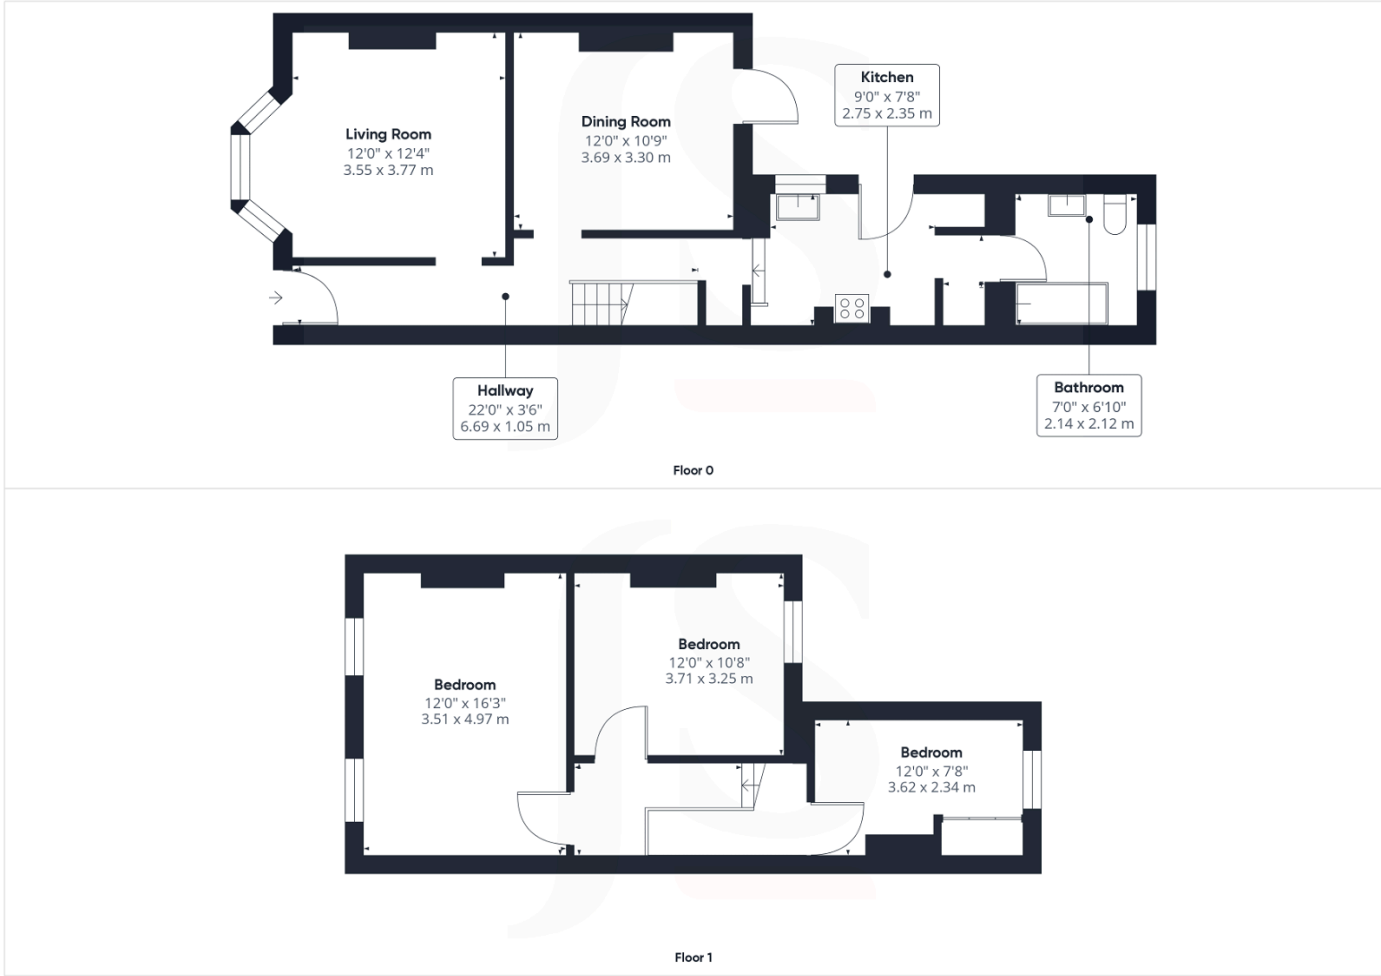 Living Room
12'0" x 12'4"
3.55 x 3.77 m
Dining Room
12'0" x 10'9"
3.69 x 3.30 m
Kitchen
9'0" x 7'8"
2.75 x 2.35 m
Hallway
22'0" x 3'6"
6.69 x 1.05 m
Bathroom
7'0" x 6'10"
2.14 x 2.12 m
Floor 0
Bedroom
12'0" x 16'3"
3.51 x 4.97 m
Bedroom
12'0" x 10'8"
3.71 x 3.25 m
Bedroom
12'0" x 7'8"
3.62 x 2.34 m
Floor 1
JS
JS